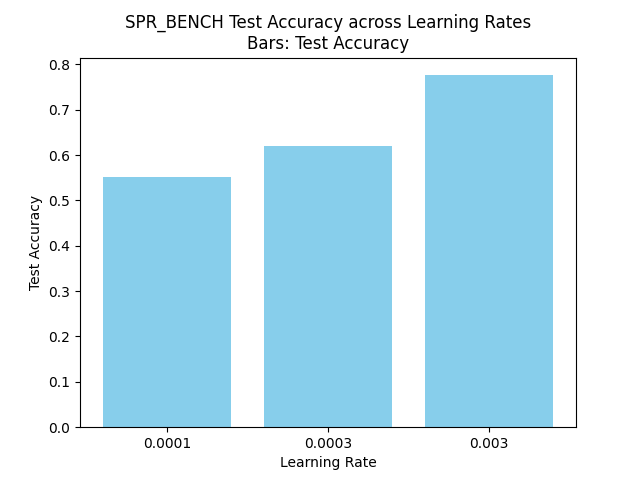 SPR_BENCH Test Accuracy across Learning Rates
Bars: Test Accuracy
Test Accuracy
0.8
0.7
0.6
0.5
0.4
0.3
0.2
0.1
0.0
0.0001 0.0003 0.003
Learning Rate